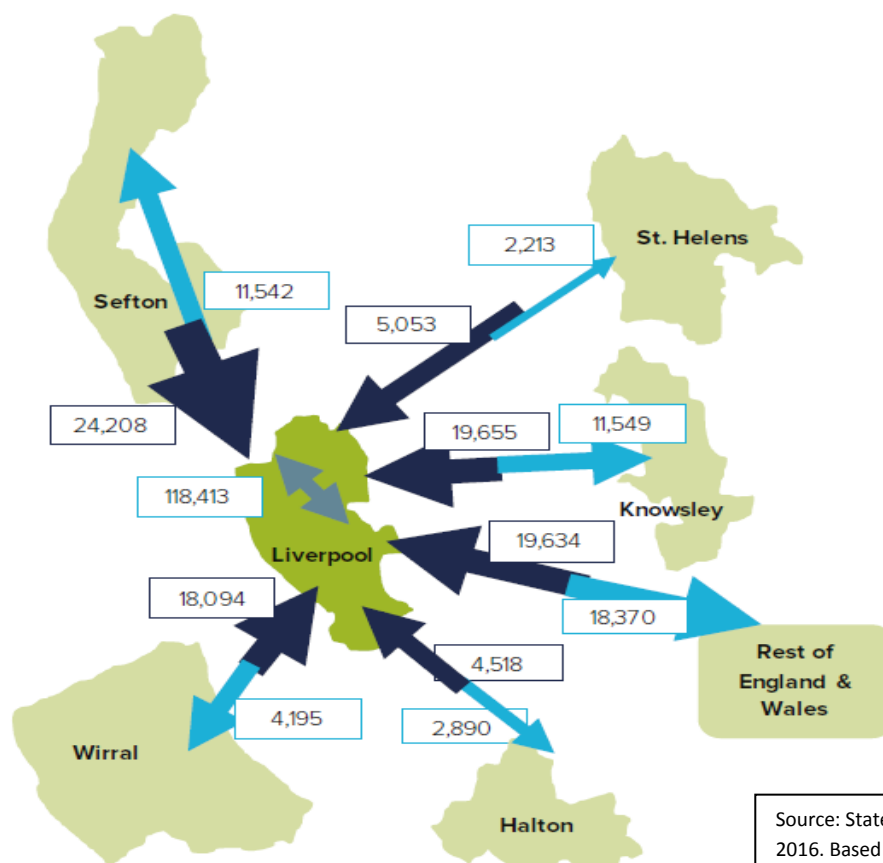 2,213
St. Helens
11,542
Sefton
5,053
24,208
19,655
11,549
118,413
Knowsley
19,634
Liverpool
18,094
18,370
4,518
Rest of
England &
Wales
4,195
2,890
Wirral
Halton
Source: State
2016. Based